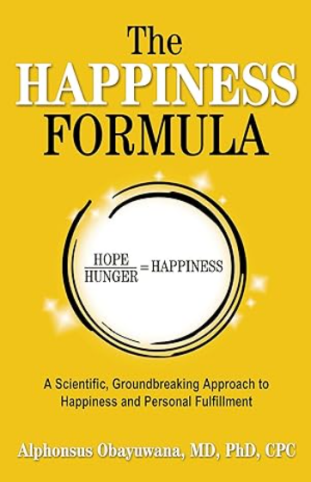 The
HAPPINESS
FORMULA
HOPE
HUNGER = HAPPINESS
A Scientific, Groundbreaking Approach to
Happiness and Personal Fulfillment
Alphonsus Obayuwana, MD, PhD, CPC